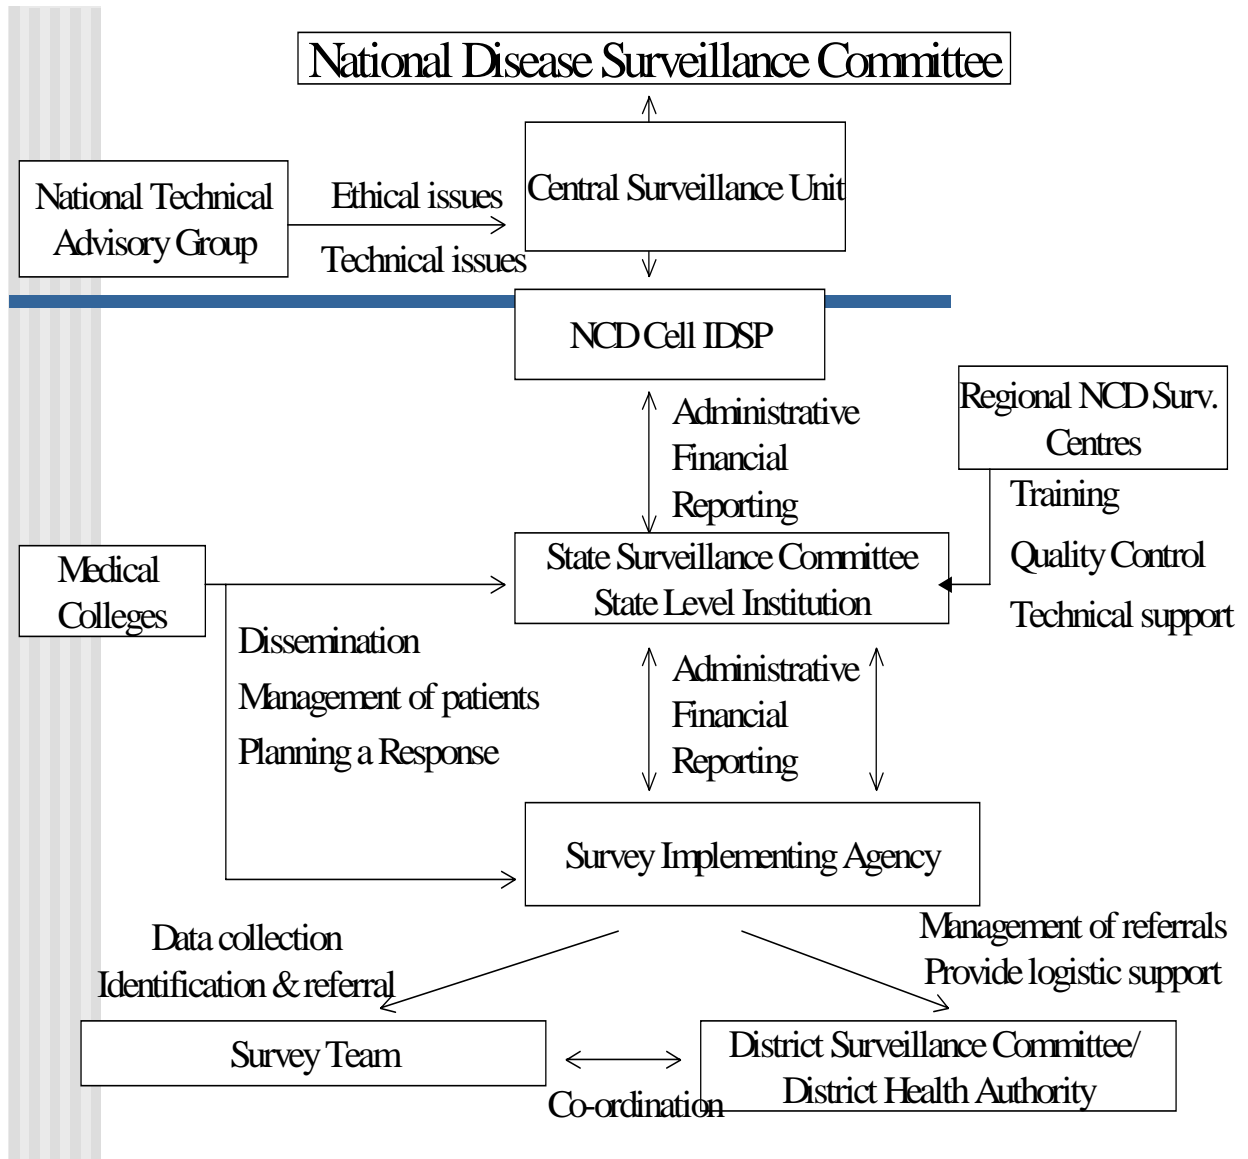 National Disease Surveillance Committee
National Technical
Advisory Group
Ethical issues
Technical issues
Central Surveillance Unit
NCD Cell IDSP
Administrative
Financial
Reporting
Regional NCD Surv.
Centres
Training
Quality Control
Technical support
Medical
Colleges
State Surveillance Committee
State Level Institution
Dissemination
Management of patients
Planning a Response
Administrative
Financial
Reporting
Survey Implementing Agency
Data collection
Identification & referral
Management of referrals
Provide logistic support
Survey Team
Co-ordination
District Surveillance Committee/
District Health Authority